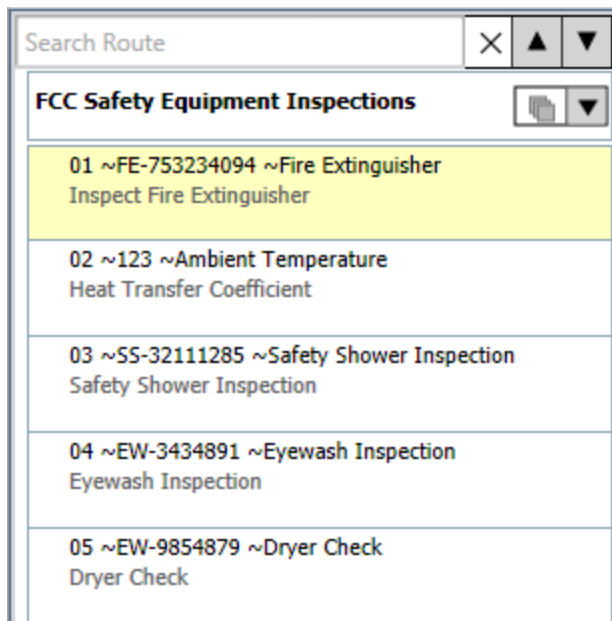 Search Route
FCC Safety Equipment Inspections
01 ~FE-753234094 ~Fire Extinguisher
Inspect Fire Extinguisher
02 ~123 ~Ambient Temperature
Heat Transfer Coefficient
03 ~SS-32111285 ~Safety Shower Inspection
Safety Shower Inspection
04 ~EW-3434891 ~Eyewash Inspection
Eyewash Inspection
05 ~EW-9854879 ~Dryer Check
Dryer Check